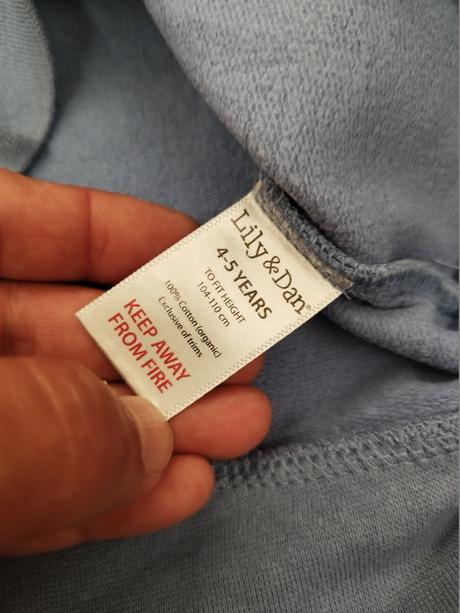 Lily & Dan®
4-5 YEARS
TO FIT HEIGHT
104-110 cm
100% Cotton (organic)
Exclusive of trims
KEEP AWAY
FROM FIRE